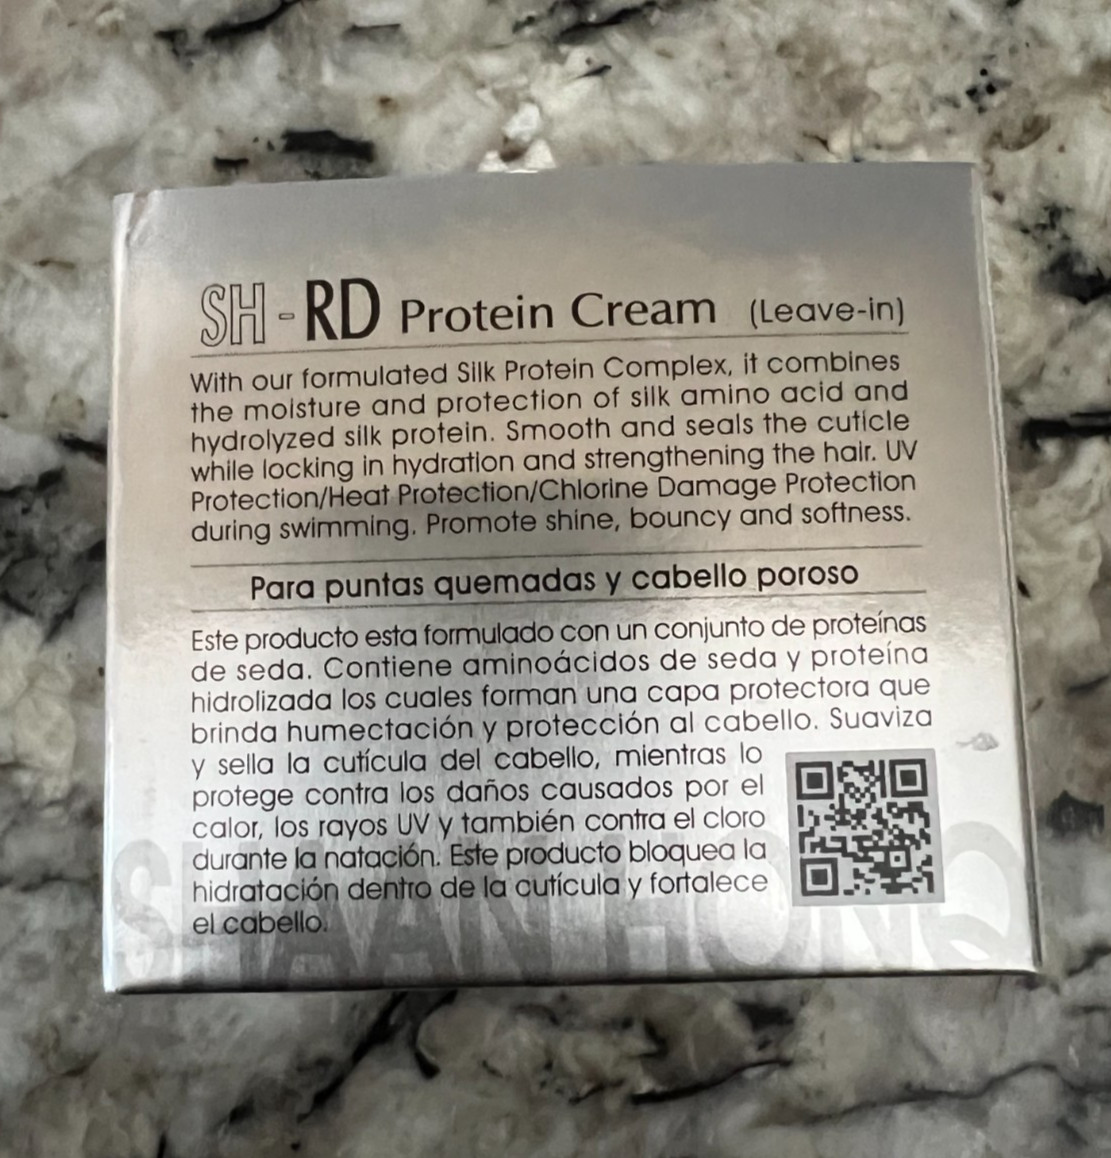 SH-RD Protein Cream (Leave-in)
With our formulated Silk Protein Complex, it combines
the moisture and protection of silk amino acid and
hydrolyzed silk protein. Smooth and seals the cuticle
while locking in hydration and strengthening the hair. UV
Protection/Heat Protection/Chlorine Damage Protection
during swimming. Promote shine, bouncy and softness.
Para puntas quemadas y cabello poroso
Este producto esta formulado con un conjunto de proteínas
de seda. Contiene aminoácidos de seda y proteína
hidrolizada los cuales forman una capa protectora que
brinda humectación y protección al cabello. Suaviza
y sella la cutícula del cabello, mientras lo
protege contra los daños causados por el
calor, los rayos UV y también contra el cloro
durante la natación. Este producto bloquea la
hidratación dentro de la cutícula y fortalece
el cabello.